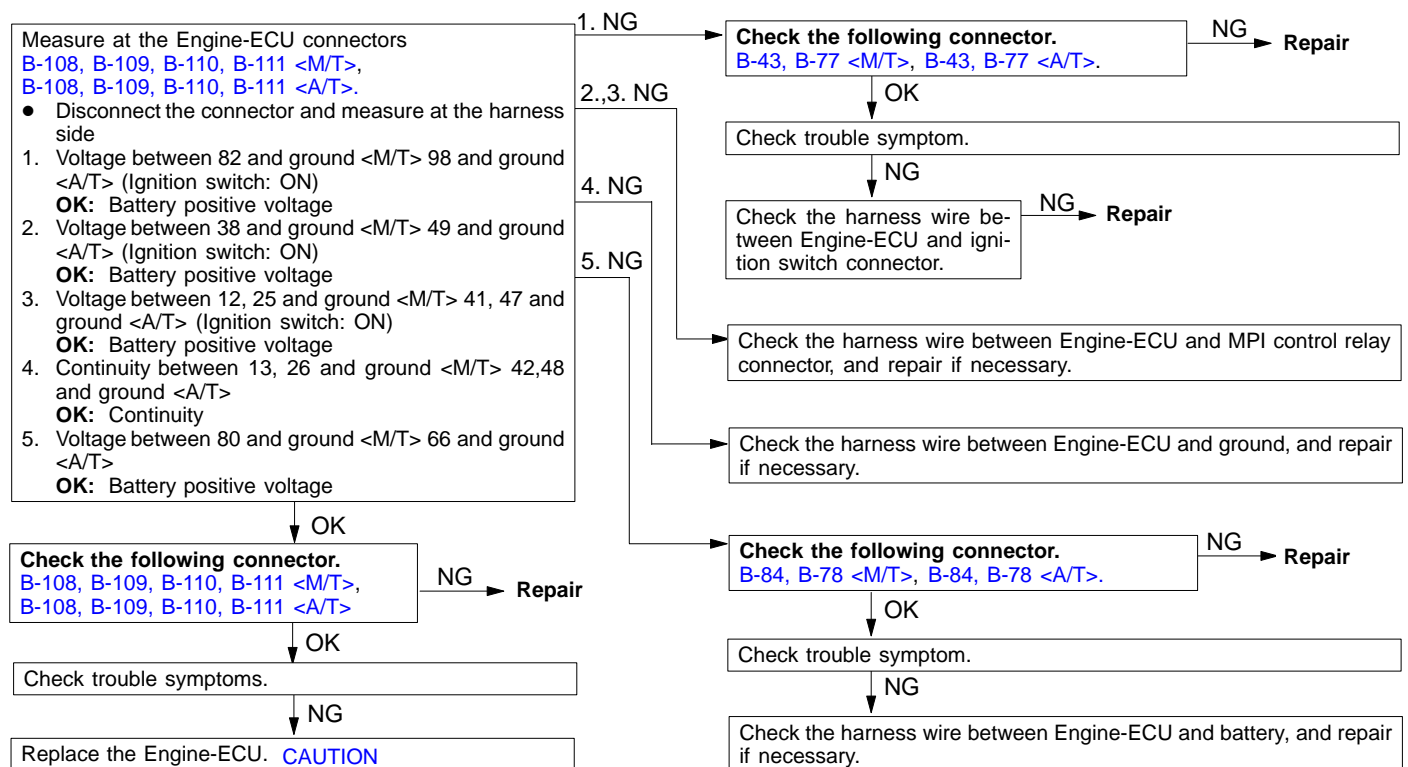 Measure at the Engine-ECU connectors
B-108, B-109, B-110, B-111 <M/T>,
B-108, B-109, B-110, B-111 <A/T>.
● Disconnect the connector and measure at the harness
side
1. Voltage between 82 and ground <M/T> 98 and ground
<A/T> (Ignition switch: ON)
OK: Battery positive voltage
2. Voltage between 38 and ground <M/T> 49 and ground
<A/T> (Ignition switch: ON)
OK: Battery positive voltage
3. Voltage between 12, 25 and ground <M/T> 41, 47 and
ground <A/T> (Ignition switch: ON)
OK: Battery positive voltage
4. Continuity between 13, 26 and ground <M/T> 42,48
and ground <A/T>
OK: Continuity
5. Voltage between 80 and ground <M/T> 66 and ground
<A/T>
OK: Battery positive voltage
OK
Check the following connector.
B-108, B-109, B-110, B-111 <M/T>,
B-108, B-109, B-110, B-111 <A/T>
NG
Repair
OK
Check trouble symptoms.
NG
Replace the Engine-ECU. CAUTION
1. NG
Check the following connector.
B-43, B-77 <M/T>, B-43, B-77 <A/T>.
NG
Repair
OK
Check trouble symptom.
NG
Check the harness wire be-
tween Engine-ECU and igni-
tion switch connector.
NG
Repair
2.,3. NG
Check the harness wire between Engine-ECU and MPI control relay
connector, and repair if necessary.
4. NG
Check the harness wire between Engine-ECU and ground, and repair
if necessary.
5. NG
Check the following connector.
B-84, B-78 <M/T>, B-84, B-78 <A/T>.
NG
Repair
OK
Check trouble symptom.
NG
Check the harness wire between Engine-ECU and battery, and repair
if necessary.